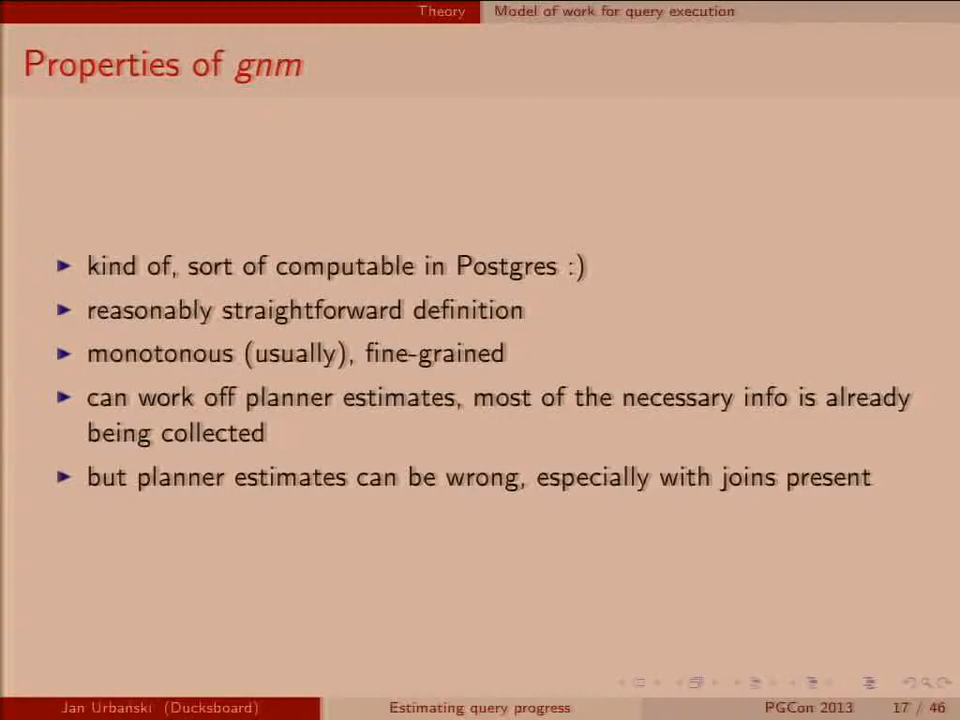 Theory Model of work for query execution
Properties of gnm
kind of, sort of computable in Postgres :)
reasonably straightforward definition
monotonous (usually), fine-grained
can work off planner estimates, most of the necessary info is already
being collected
but planner estimates can be wrong, especially with joins present
Jan Urbański (Ducksboard) Estimating query progress PGCon 2013 17 / 46